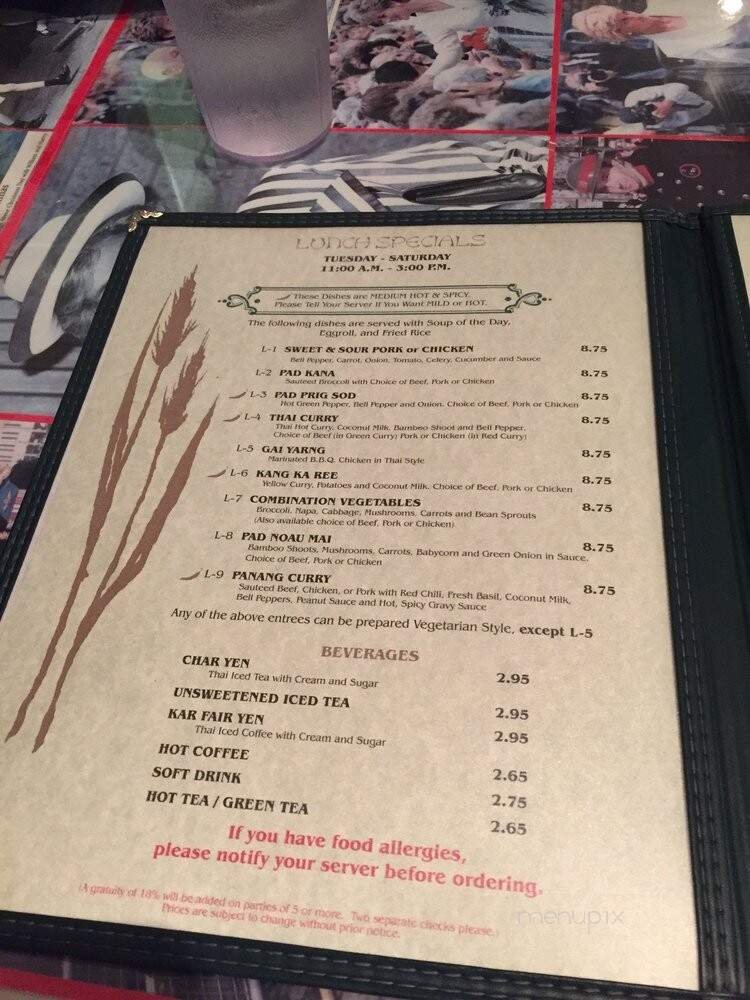 LUNCH SPECIALS
TUESDAY - SATURDAY
11:00 A.M. - 3:00 P.M.
These Dishes are MEDIUM HOT & SPICY.
Please Tell Your Server If You Want MILD or HOT.
The following dishes are served with Soup of the Day,
Eggroll, and Fried Rice
L-1 SWEET & SOUR PORK or CHICKEN 8.75
Bell Pepper, Carrot, Onion, Tomato, Celery, Cucumber and Sauce
L-2 PAD KANA 8.75
Sauteed Broccoli with Choice of Beef, Pork or Chicken
L-3 PAD PRIG SOD 8.75
Hot Green Pepper, Bell Pepper and Onion. Choice of Beef, Pork or Chicken
L-4 THAI CURRY 8.75
Thai Hot Curry, Coconut Milk, Bamboo Shoot and Bell Pepper.
Choice of Beef (in Green Curry) Pork or Chicken (in Red Curry)
L-5 GAI YARNG 8.75
Marinated B.B.Q. Chicken in Thai Style
L-6 KANG KA REE 8.75
Yellow Curry, Potatoes and Coconut Milk. Choice of Beef, Pork or Chicken
L-7 COMBINATION VEGETABLES 8.75
Broccoli, Napa, Cabbage, Mushrooms, Carrots and Bean Sprouts
(Also available choice of Beef, Pork or Chicken)
L-8 PAD NOAU MAI 8.75
Bamboo Shoots, Mushrooms, Carrots, Babycorn and Green Onion in Sauce.
Choice of Beef, Pork or Chicken
L-9 PANANG CURRY 8.75
Sauteed Beef, Chicken, or Pork with Red Chili, Fresh Basil, Coconut Milk,
Bell Peppers, Peanut Sauce and Hot, Spicy Gravy Sauce
Any of the above entrees can be prepared Vegetarian Style, except L-5
BEVERAGES
CHAR YEN 2.95
Thai Iced Tea with Cream and Sugar
UNSWEETENED ICED TEA 2.95
KAR FAIR YEN 2.95
Thai Iced Coffee with Cream and Sugar
HOT COFFEE 2.65
SOFT DRINK 2.75
HOT TEA / GREEN TEA 2.65
If you have food allergies,
please notify your server before ordering.
(A gratuity of 18% will be added on parties of 5 or more. Two separate checks please.)
Prices are subject to change without prior notice.
menupix